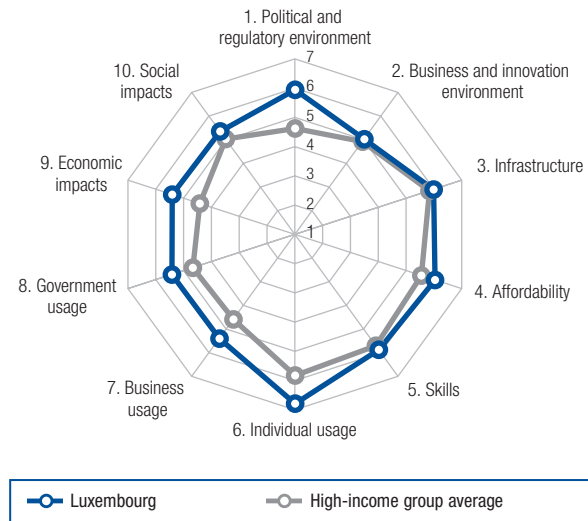 1. Political and
regulatory environment
2. Business and innovation
environment
3. Infrastructure
4. Affordability
5. Skills
6. Individual usage
7. Business
usage
8. Government
usage
9. Economic
impacts
10. Social
impacts
7
6
5
4
3
2
1
Luxembourg
High-income group average